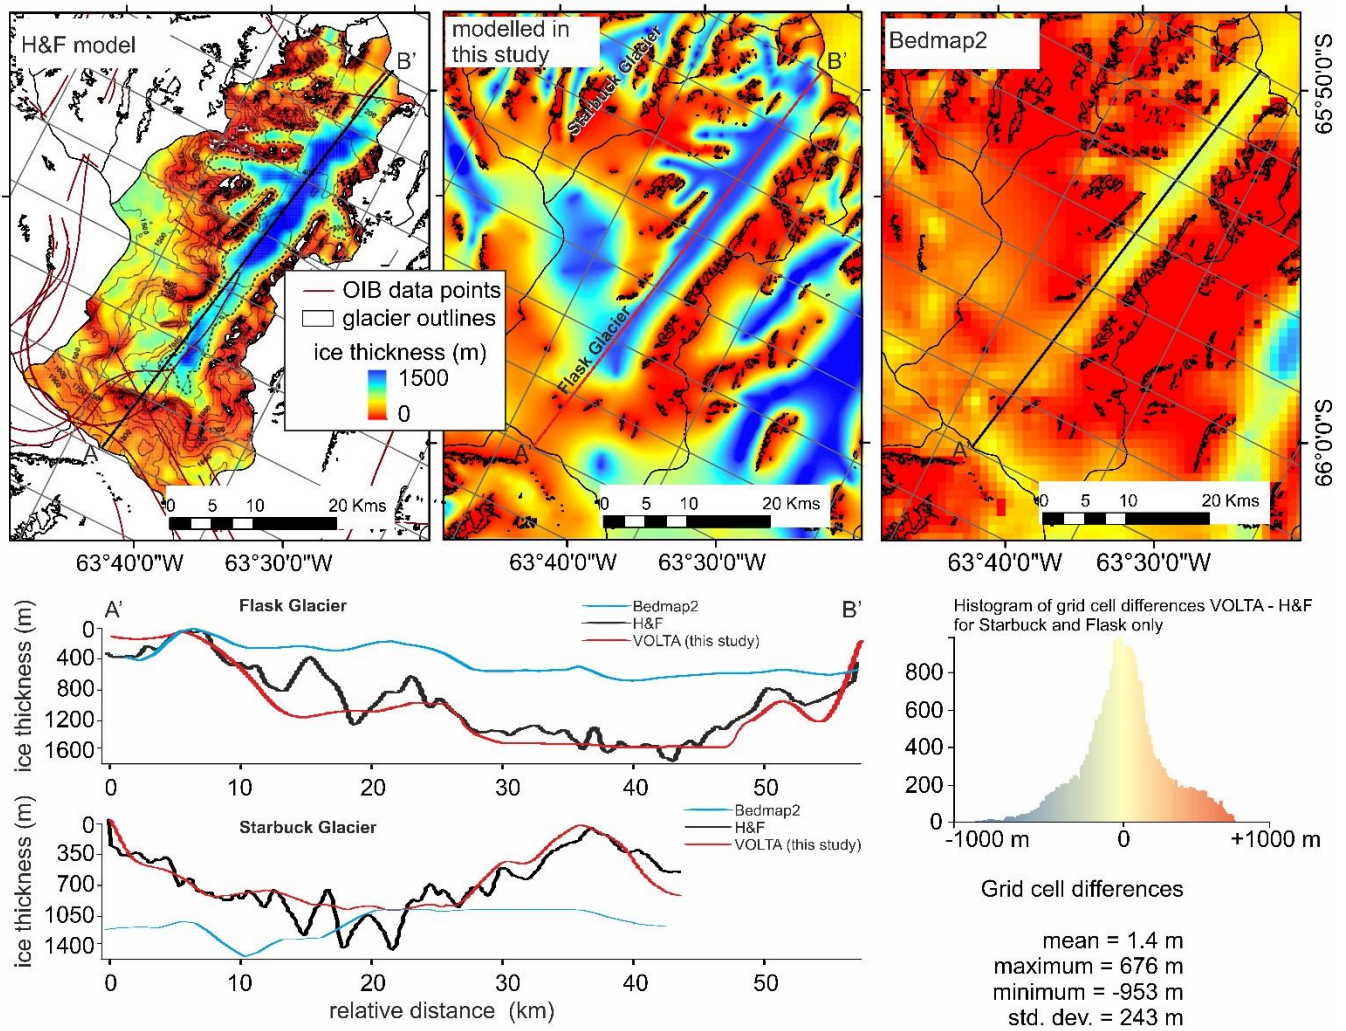 H&F model
B'
A
OIB data points
glacier outlines
ice thickness (m)
1500
0
0 5 10 20 Kms
63°40'0"W 63°30'0"W
modelled in
this study
Starbuck Glacier
B'
Flask Glacier
A'
0 5 10 20 Kms
63°40'0"W 63°30'0"W
Bedmap2
B'
A
0 5 10 20 Kms
63°40'0"W 63°30'0"W
65°50'0"S
66°0'0"S
A'
Flask Glacier
B'
Bedmap2
H&F
VOLTA (this study)
ice thickness (m)
0
400
800
1200
1600
0 10 20 30 40 50
Starbuck Glacier
Bedmap2
H&F
VOLTA (this study)
ice thickness (m)
0
350
700
1050
1400
0 10 20 30 40 50
relative distance (km)
Histogram of grid cell differences VOLTA - H&F
for Starbuck and Flask only
800
600
400
200
0
-1000 m 0 +1000 m
Grid cell differences
mean = 1.4 m
maximum = 676 m
minimum = -953 m
std. dev. = 243 m